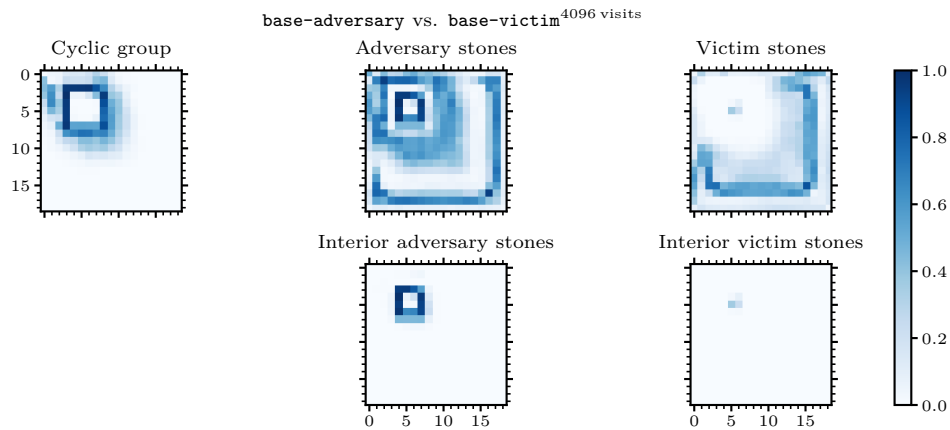 base-adversary vs. base-victim4096 visits
Cyclic group
Adversary stones
Victim stones
0
5
10
15
1.0
0.8
0.6
0.4
0.2
0.0
Interior adversary stones
Interior victim stones
0 5 10 15
0 5 10 15